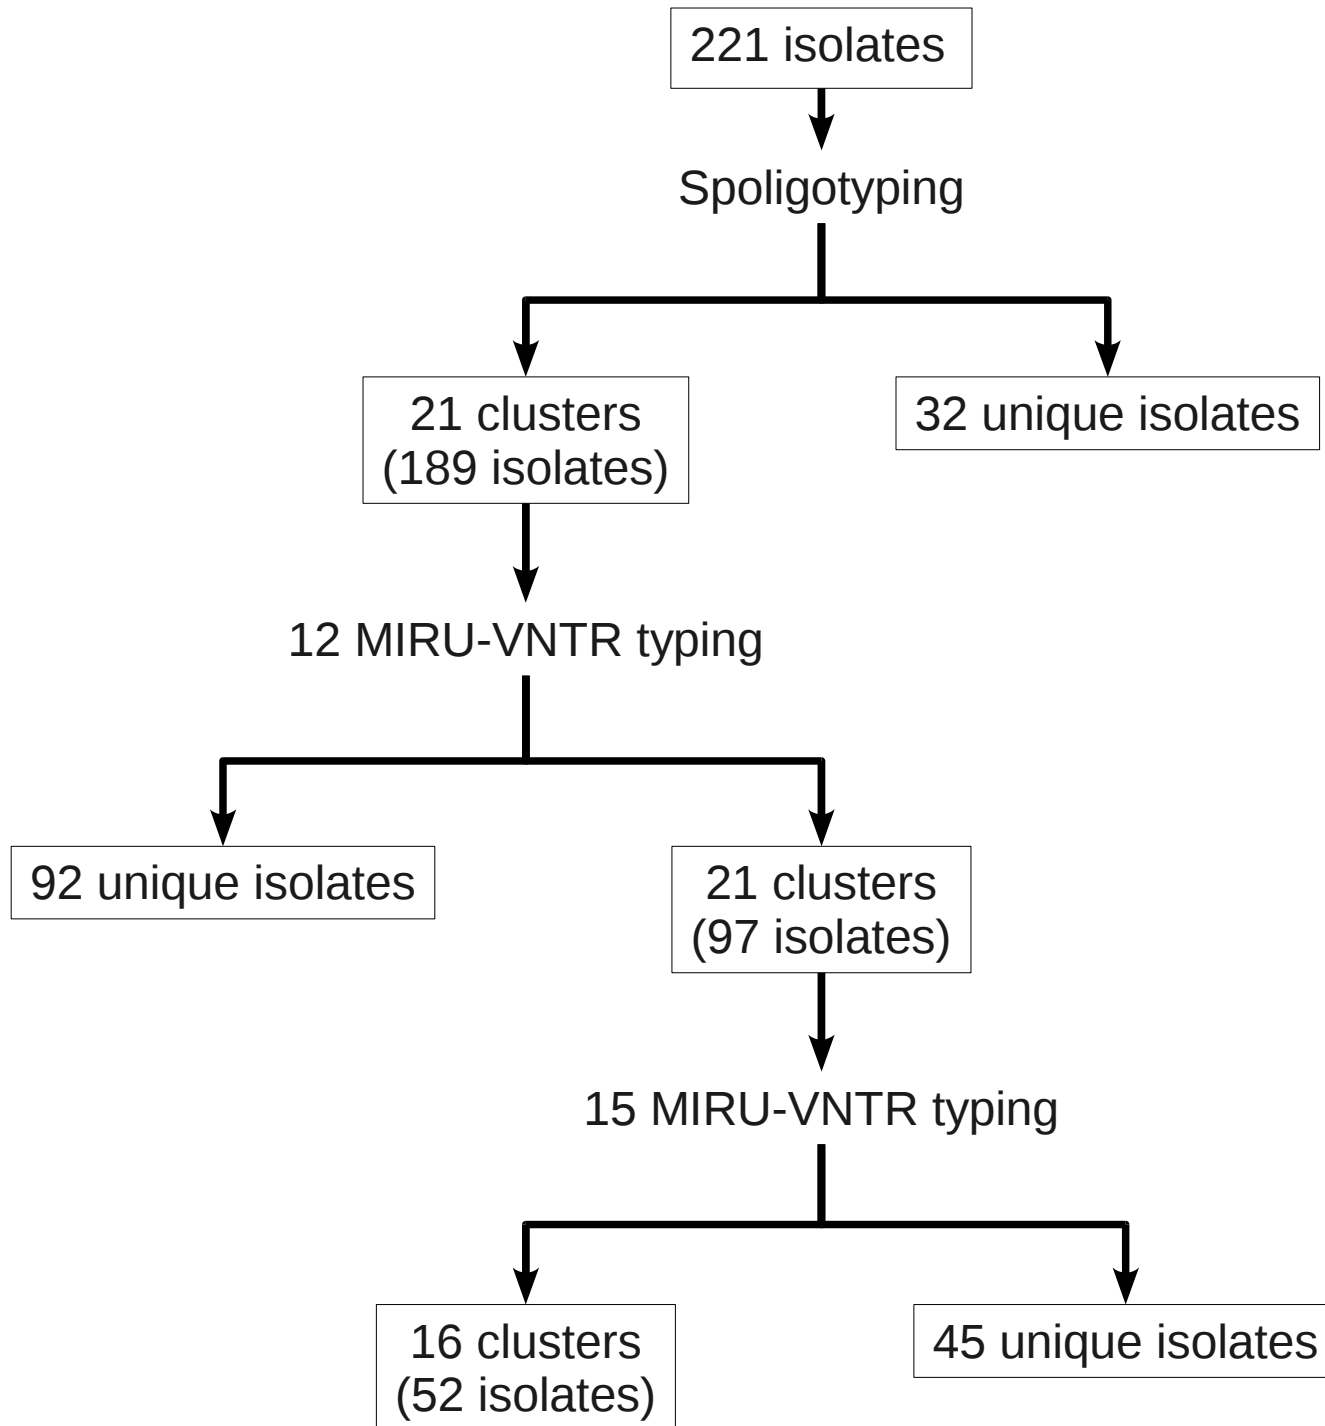 221 isolates
Spoligotyping
21 clusters
(189 isolates)
32 unique isolates
12 MIRU-VNTR typing
92 unique isolates
21 clusters
(97 isolates)
15 MIRU-VNTR typing
16 clusters
(52 isolates)
45 unique isolates